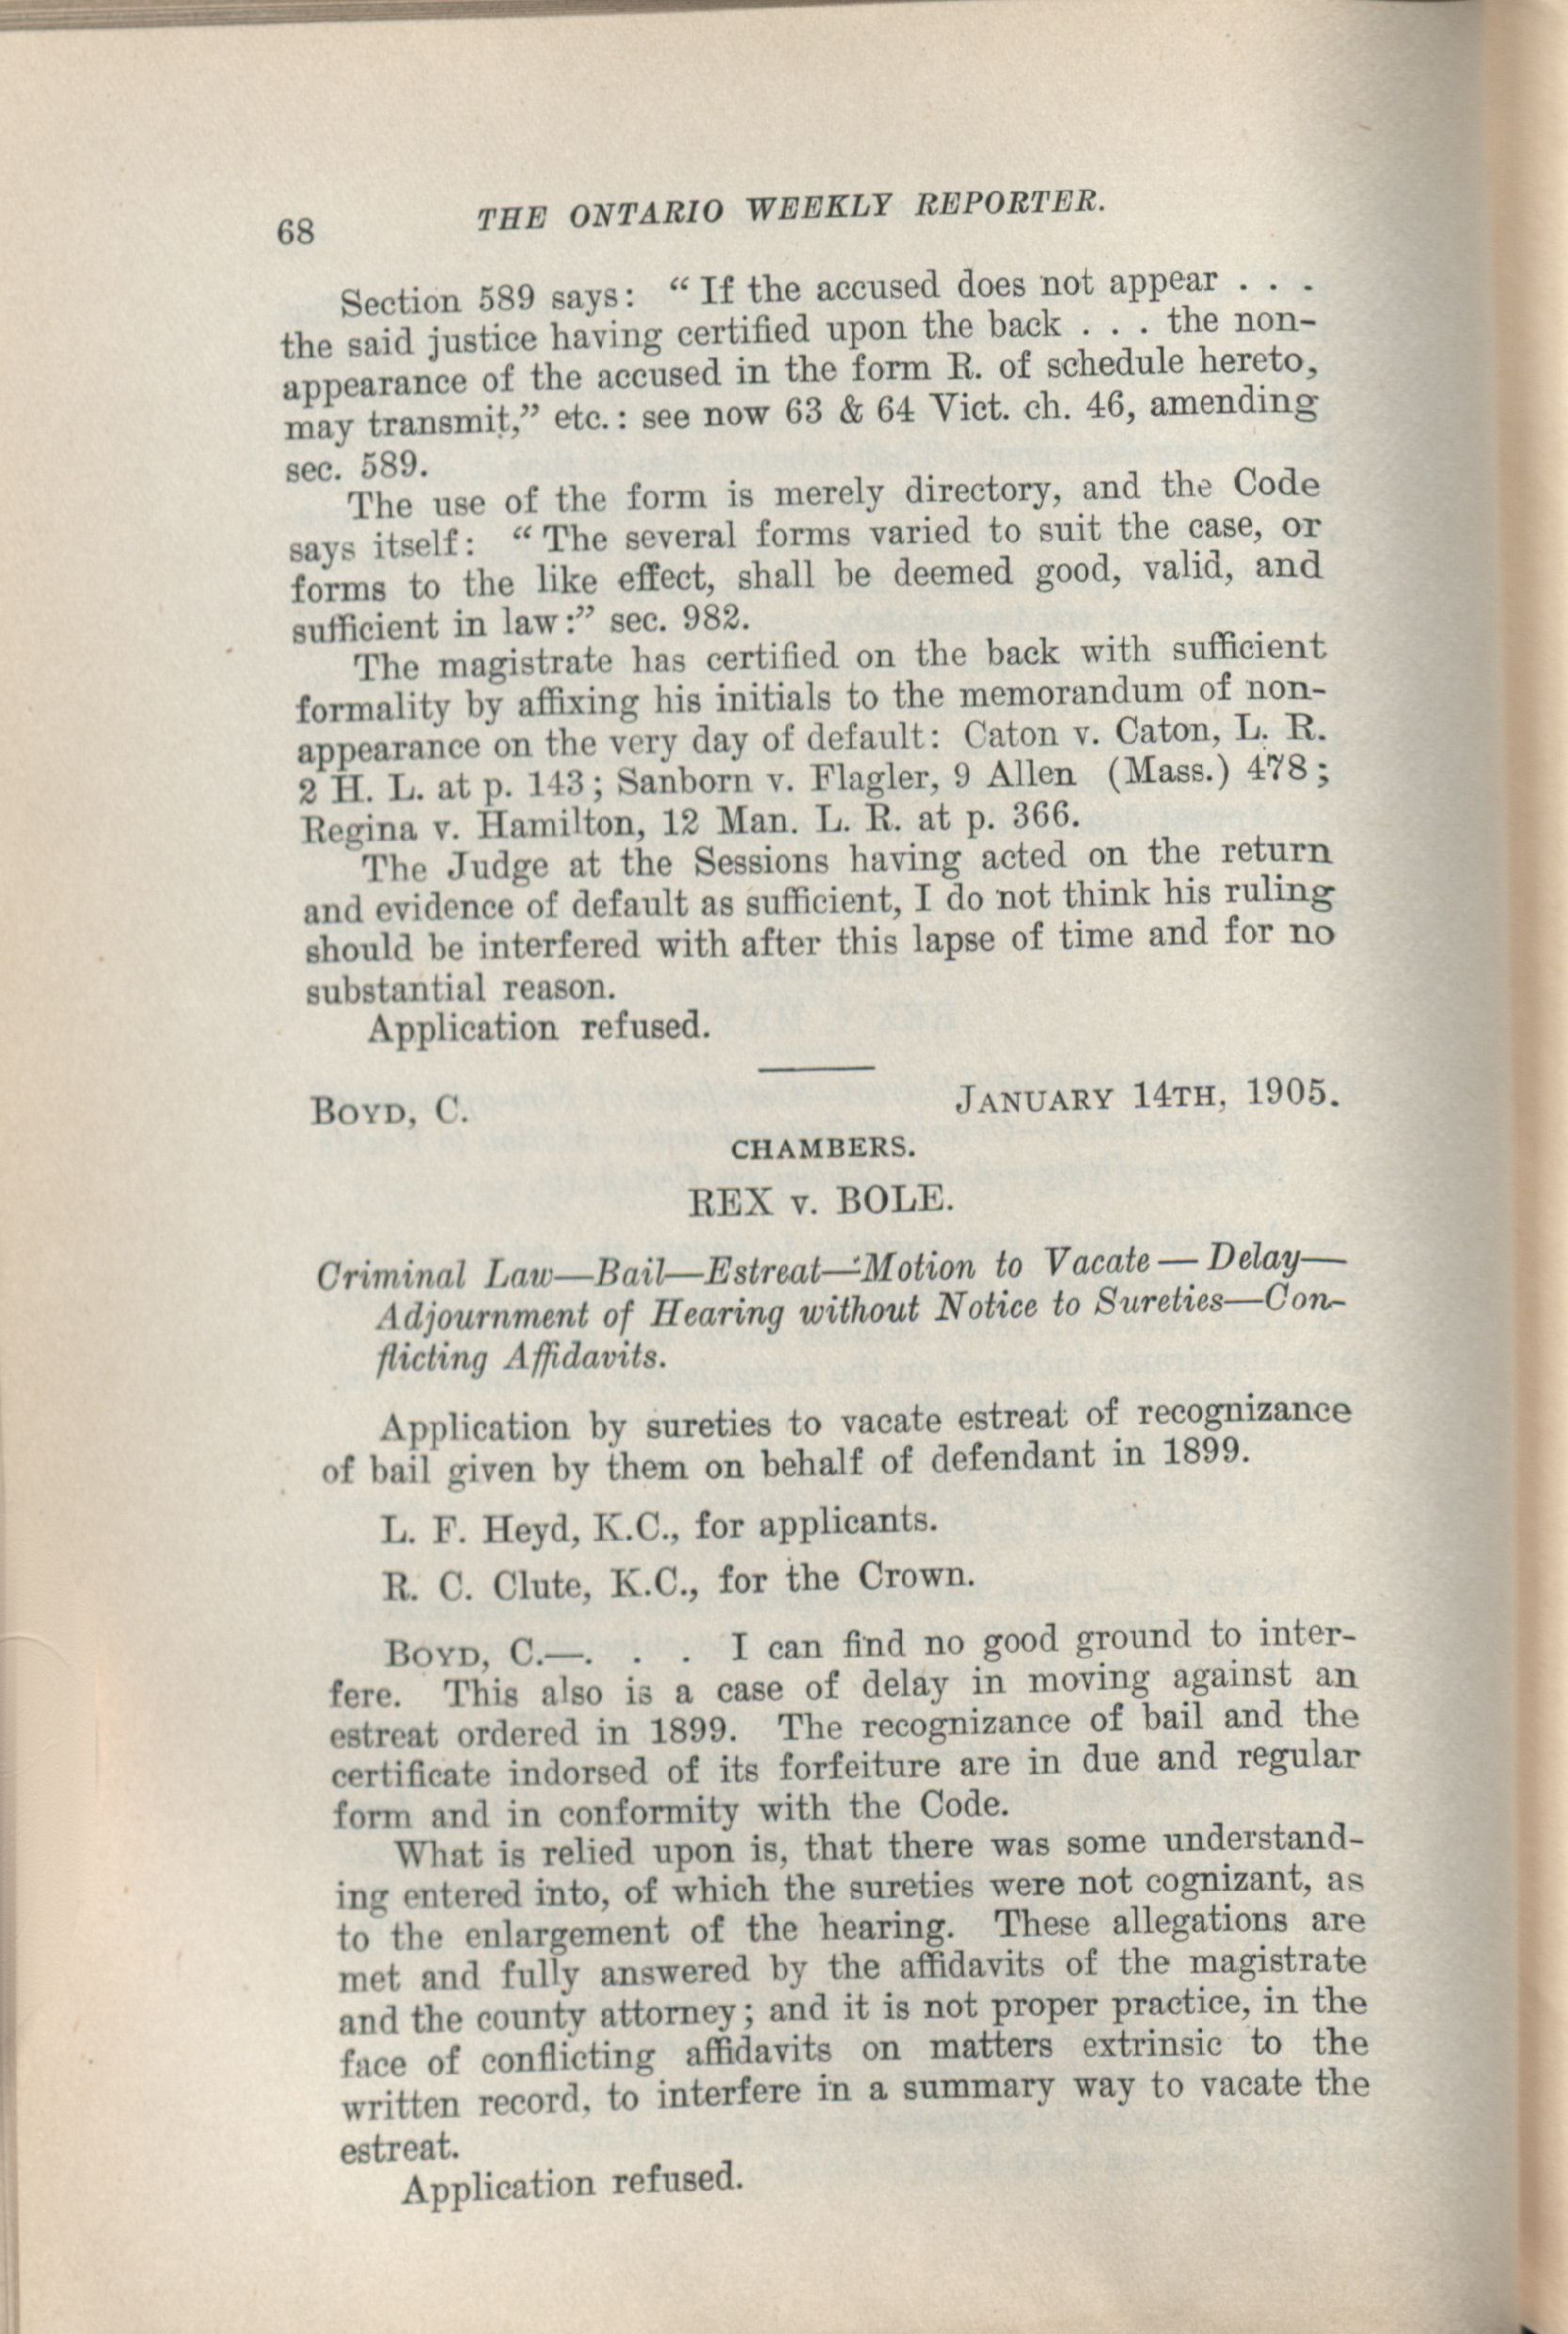 68 THE ONTARIO WEEKLY REPORTER.
Section 589 says: “If the accused does not appear . . .
the said justice having certified upon the back . . . the non-
appearance of the accused in the form R. of schedule hereto,
may transmit,” etc.: see now 63 & 64 Vict. ch. 46, amending
sec. 589.
The use of the form is merely directory, and the Code
says itself: “The several forms varied to suit the case, or
forms to the like effect, shall be deemed good, valid, and
sufficient in law:” sec. 982.
The magistrate has certified on the back with sufficient
formality by affixing his initials to the memorandum of non-
appearance on the very day of default: Caton v. Caton, L. R.
2 H. L. at p. 143; Sanborn v. Flagler, 9 Allen (Mass.) 478;
Regina v. Hamilton, 12 Man. L. R. at p. 366.
The Judge at the Sessions having acted on the return
and evidence of default as sufficient, I do not think his ruling
should be interfered with after this lapse of time and for no
substantial reason.
Application refused.
BOYD, C. JANUARY 14TH, 1905.
CHAMBERS.
REX v. BOLE.
Criminal Law—Bail—Estreat—Motion to Vacate — Delay—
Adjournment of Hearing without Notice to Sureties—Con-
flicting Affidavits.
Application by sureties to vacate estreat of recognizance
of bail given by them on behalf of defendant in 1899.
L. F. Heyd, K.C., for applicants.
R. C. Clute, K.C., for the Crown.
BOYD, C.—. . . I can find no good ground to inter-
fere. This also is a case of delay in moving against an
estreat ordered in 1899. The recognizance of bail and the
certificate indorsed of its forfeiture are in due and regular
form and in conformity with the Code.
What is relied upon is, that there was some understand-
ing entered into, of which the sureties were not cognizant, as
to the enlargement of the hearing. These allegations are
met and fully answered by the affidavits of the magistrate
and the county attorney; and it is not proper practice, in the
face of conflicting affidavits on matters extrinsic to the
written record, to interfere in a summary way to vacate the
estreat.
Application refused.